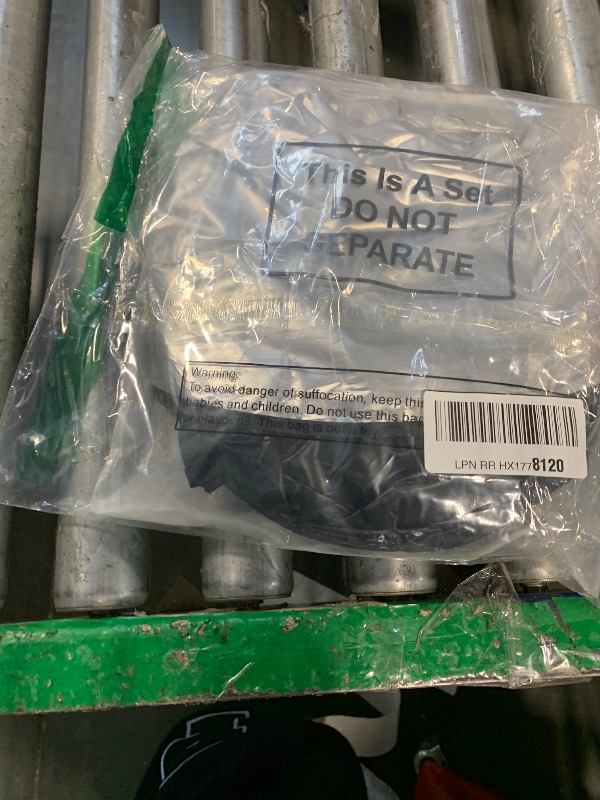 This Is A Set
DO NOT
SEPARATE
Warning:
To avoid danger of suffocation, keep this
babies and children. Do not use this bag
or playpens. This bag is not a toy.
LPN RR HX1778120